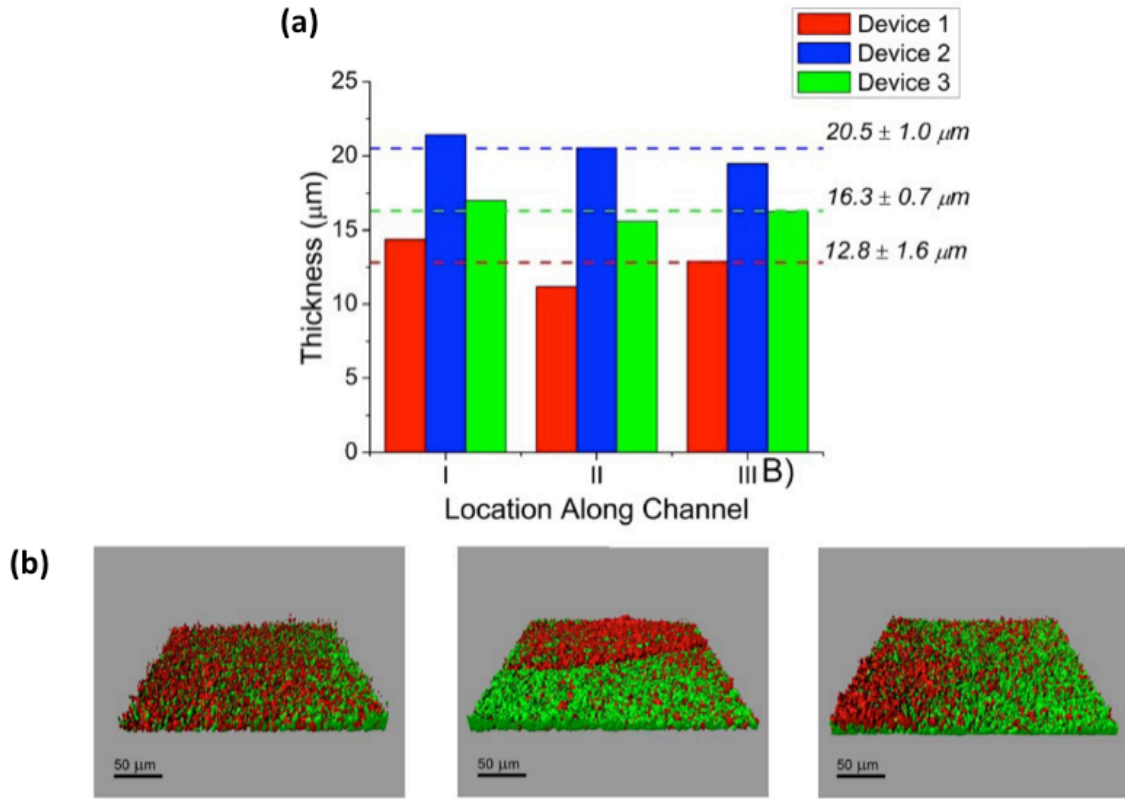 (a)
Device 1
Device 2
Device 3
25
20
15
10
5
0
Thickness (μm)
20.5 ± 1.0 μm
16.3 ± 0.7 μm
12.8 ± 1.6 μm
I II III B)
Location Along Channel
(b)
50 μm 50 μm 50 μm